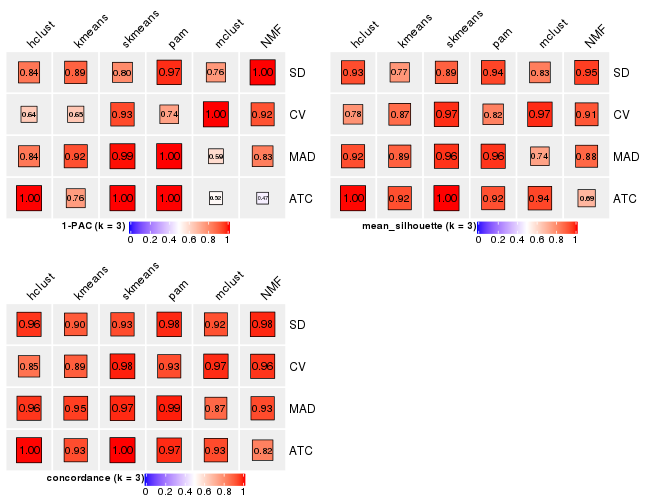 hclust kmeans skmeans pam mclust NMF
0.84 0.89 0.80 0.97 0.76 1.00 SD
0.64 0.65 0.93 0.74 1.00 0.92 CV
0.84 0.92 0.99 1.00 0.59 0.83 MAD
1.00 0.76 1.00 1.00 0.52 0.47 ATC
1-PAC (k = 3)
0 0.2 0.4 0.6 0.8 1
hclust kmeans skmeans pam mclust NMF
0.93 0.77 0.89 0.94 0.83 0.95 SD
0.78 0.87 0.97 0.82 0.97 0.91 CV
0.92 0.89 0.96 0.96 0.74 0.88 MAD
1.00 0.92 1.00 0.92 0.94 0.69 ATC
mean_silhouette (k = 3)
0 0.2 0.4 0.6 0.8 1
hclust kmeans skmeans pam mclust NMF
0.96 0.90 0.93 0.98 0.92 0.98 SD
0.85 0.89 0.98 0.93 0.97 0.96 CV
0.96 0.95 0.97 0.99 0.87 0.93 MAD
1.00 0.93 1.00 0.97 0.93 0.82 ATC
concordance (k = 3)
0 0.2 0.4 0.6 0.8 1